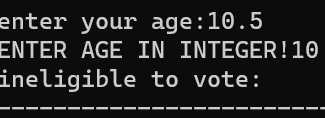 enter your age:10.5
ENTER AGE IN INTEGER!10
ineligible to vote:
--------------------------------